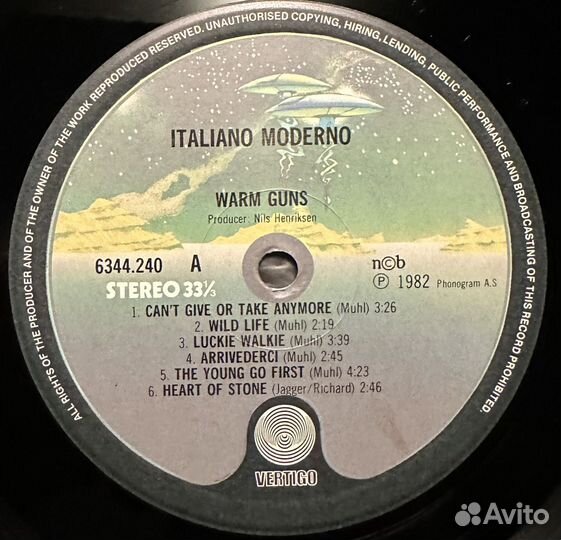 ALL RIGHTS OF THE PRODUCER AND OF THE OWNER OF THE WORK REPRODUCED RESERVED. UNAUTHORISED COPYING, HIRING, LENDING, PUBLIC PERFORMANCE AND BROADCASTING OF THIS RECORD PROHIBITED.
ITALIANO MODERNO
WARM GUNS
Producer: Nils Henriksen
6344.240 A
n©b
STEREO 33⅓
℗ 1982 Phonogram A.S
1. CAN'T GIVE OR TAKE ANYMORE (Muhl) 3:26
2. WILD LIFE (Muhl) 2:19
3. LUCKIE WALKIE (Muhl) 3:39
4. ARRIVEDERCI (Muhl) 2:45
5. THE YOUNG GO FIRST (Muhl) 4:23
6. HEART OF STONE (Jagger/Richard) 2:46
VERTIGO
Avito